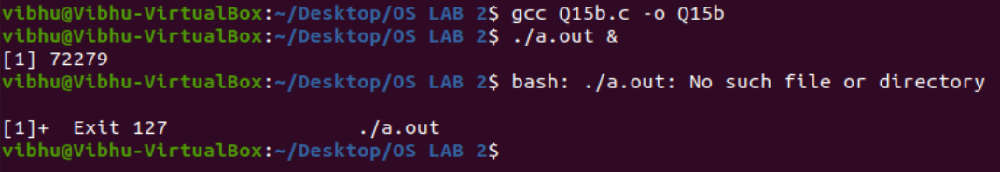 vibhu@Vibhu-VirtualBox:~/Desktop/OS LAB 2$ gcc Q15b.c -o Q15b
vibhu@Vibhu-VirtualBox:~/Desktop/OS LAB 2$ ./a.out &
[1] 72279
vibhu@Vibhu-VirtualBox:~/Desktop/OS LAB 2$ bash: ./a.out: No such file or directory
[1]+  Exit 127                ./a.out
vibhu@Vibhu-VirtualBox:~/Desktop/OS LAB 2$